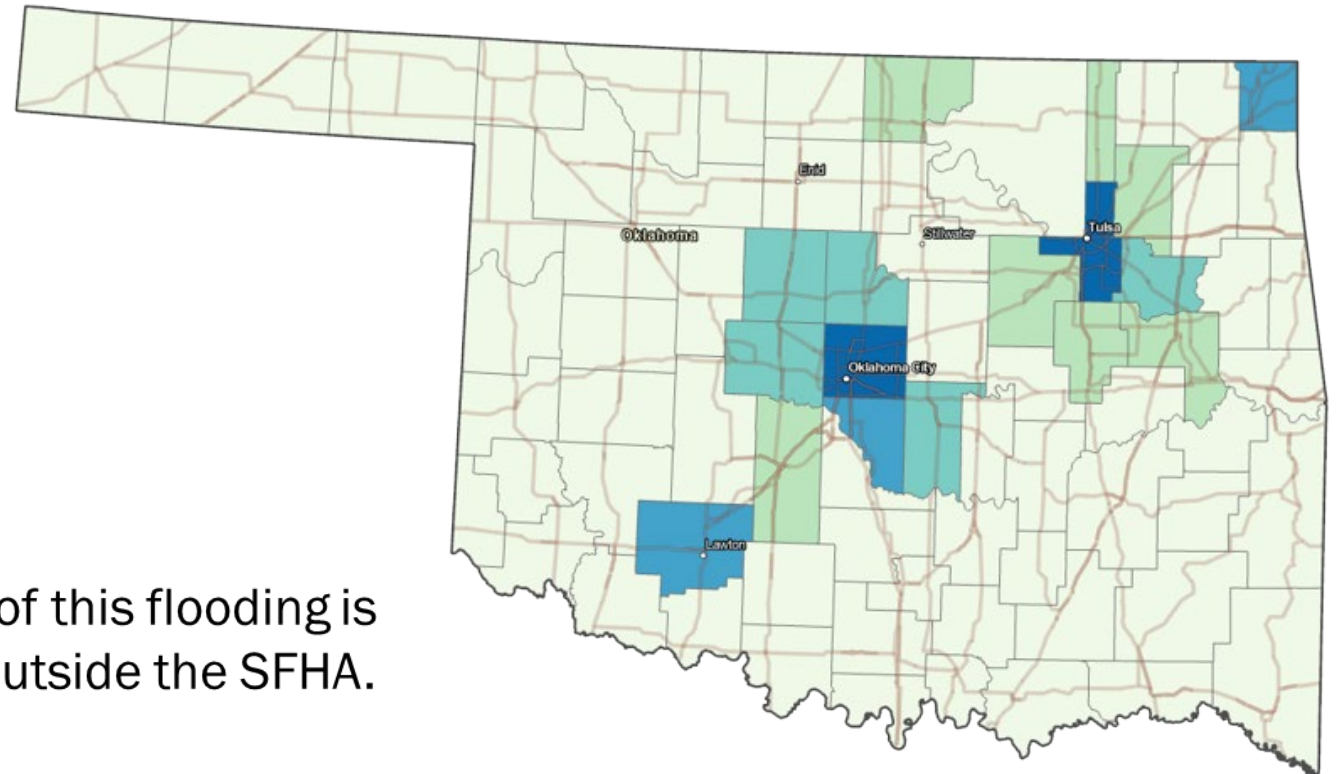 Enid
Oklahoma
Stillwater
Tulsa
Oklahoma City
Lawton
of this flooding is
utside the SFHA.